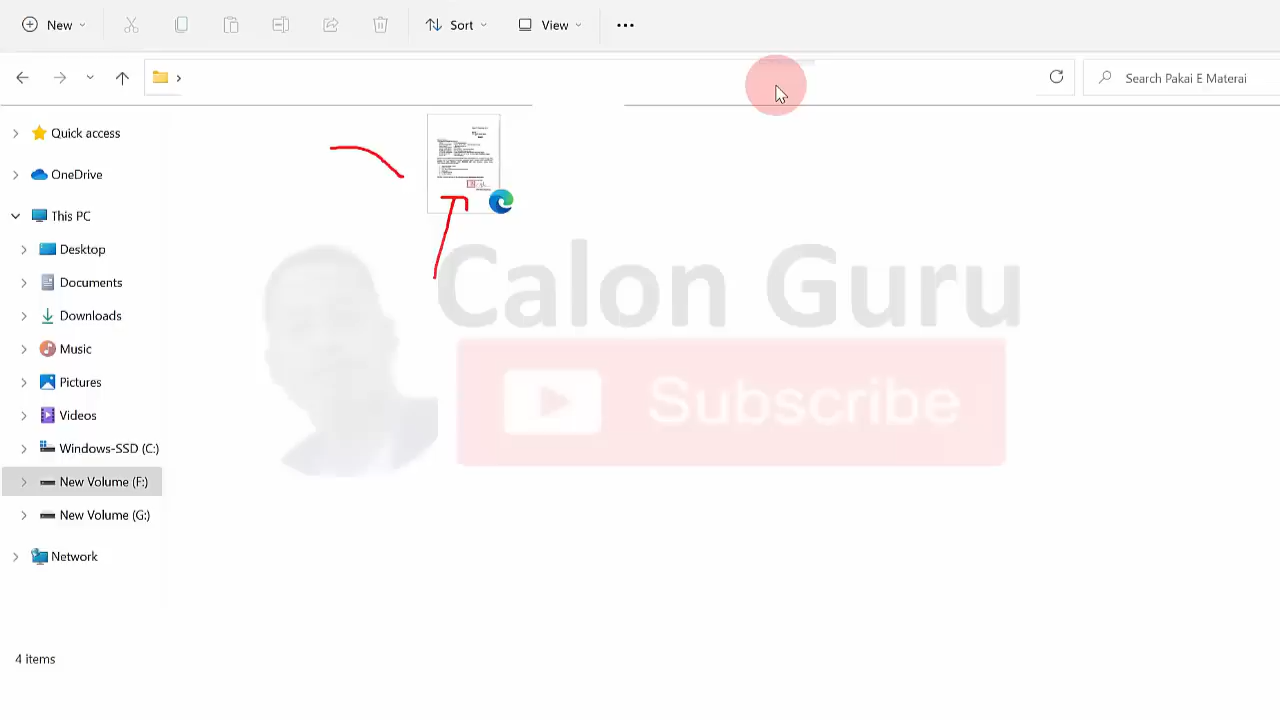 New Sort View
Search Pakai E Materai
Quick access
OneDrive
This PC
Desktop
Documents
Downloads
Music
Pictures
Videos
Windows-SSD (C:)
New Volume (F:)
New Volume (G:)
Network
Calon Guru
Subscribe
4 items